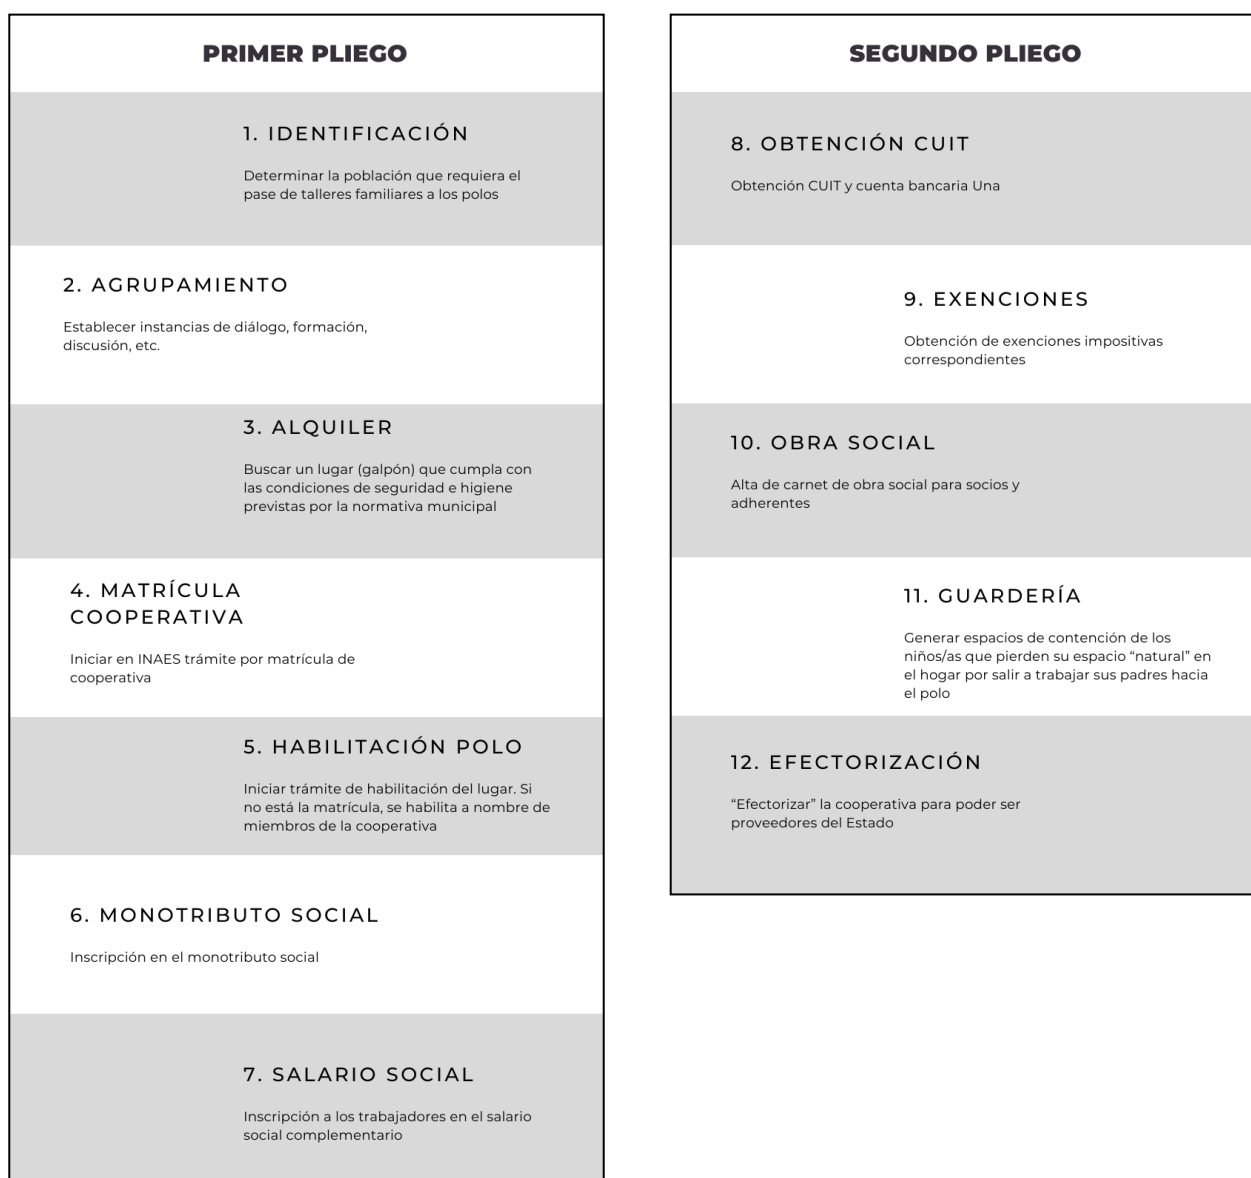 PRIMER PLIEGO
1. IDENTIFICACIÓN
Determinar la población que requiera el
pase de talleres familiares a los polos
2. AGRUPAMIENTO
Establecer instancias de diálogo, formación,
discusión, etc.
3. ALQUILER
Buscar un lugar (galpón) que cumpla con
las condiciones de seguridad e higiene
previstas por la normativa municipal
4. MATRÍCULA
COOPERATIVA
Iniciar en INAES trámite por matrícula de
cooperativa
5. HABILITACIÓN POLO
Iniciar trámite de habilitación del lugar. Si
no está la matrícula, se habilita a nombre de
miembros de la cooperativa
6. MONOTRIBUTO SOCIAL
Inscripción en el monotributo social
7. SALARIO SOCIAL
Inscripción a los trabajadores en el salario
social complementario
SEGUNDO PLIEGO
8. OBTENCIÓN CUIT
Obtención CUIT y cuenta bancaria Una
9. EXENCIONES
Obtención de exenciones impositivas
correspondientes
10. OBRA SOCIAL
Alta de carnet de obra social para socios y
adherentes
11. GUARDERÍA
Generar espacios de contención de los
niños/as que pierden su espacio “natural” en
el hogar por salir a trabajar sus padres hacia
el polo
12. EFECTORIZACIÓN
“Efectorizar” la cooperativa para poder ser
proveedores del Estado